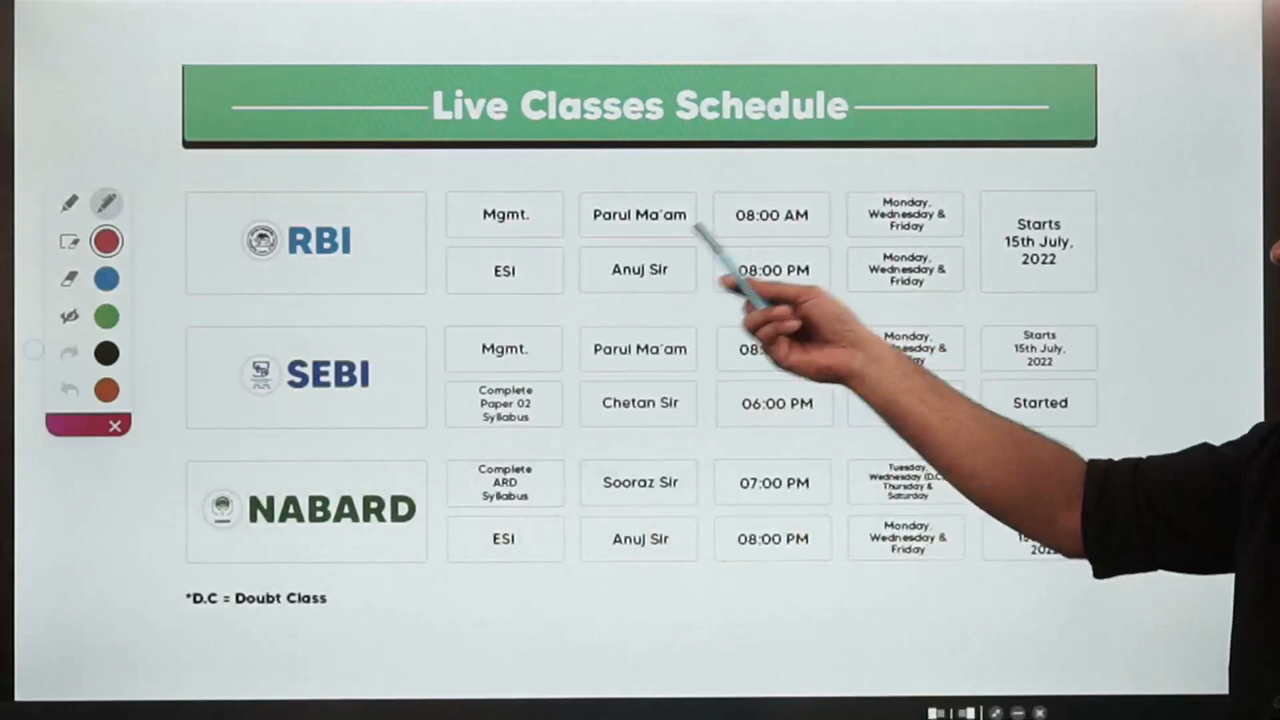 Live Classes Schedule
RBI
Mgmt.
Parul Ma'am
08:00 AM
Monday,
Wednesday &
Friday
Starts
15th July,
2022
ESI
Anuj Sir
08:00 PM
Monday,
Wednesday &
Friday
SEBI
Mgmt.
Parul Ma'am
Monday,
Starts
15th July,
2022
Complete
Paper 02
Syllabus
Chetan Sir
06:00 PM
Started
NABARD
Complete
ARD
Syllabus
Sooraz Sir
07:00 PM
Tuesday,
Wednesday (D.C
Thursday &
Saturday
ESI
Anuj Sir
08:00 PM
Monday,
Wednesday &
Friday
*D.C = Doubt Class